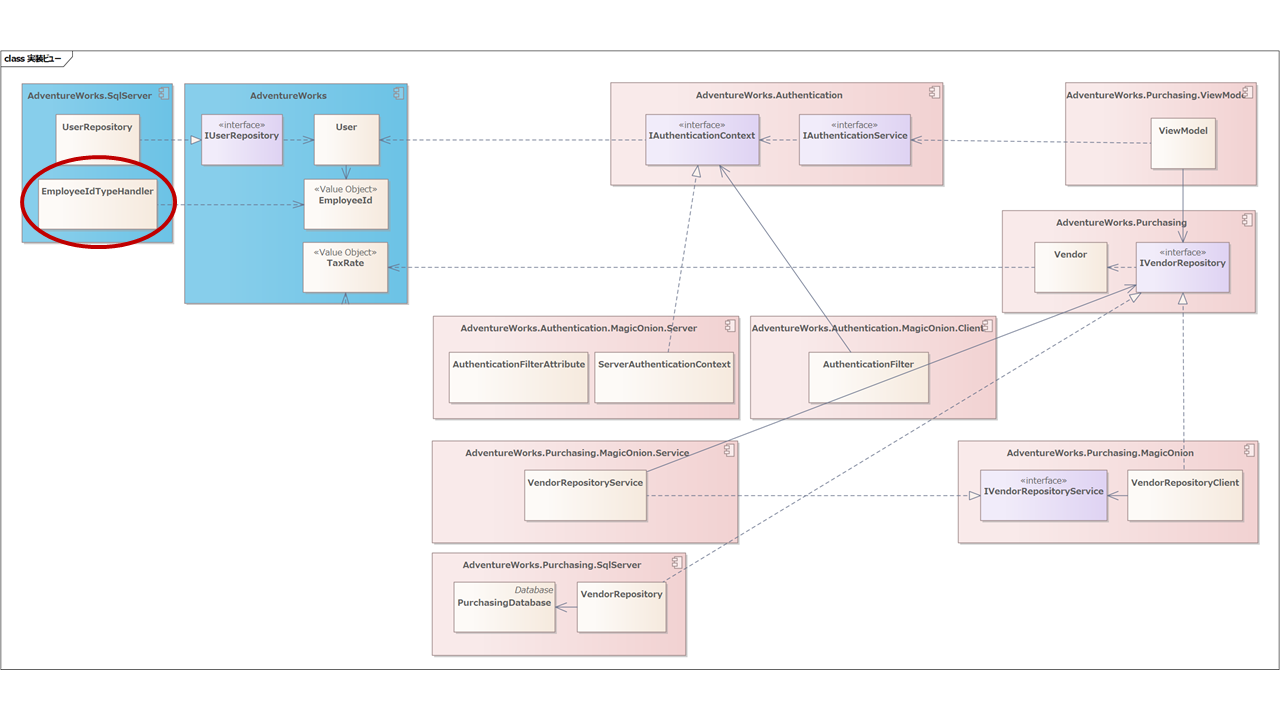 class 実装ビュー
AdventureWorks.SqlServer
UserRepository
EmployeeIdTypeHandler
AdventureWorks
«interface»
IUserRepository
User
«Value Object»
EmployeeId
«Value Object»
TaxRate
AdventureWorks.Authentication
«interface»
IAuthenticationContext
«interface»
IAuthenticationService
AdventureWorks.Purchasing.ViewMode
ViewModel
AdventureWorks.Purchasing
Vendor
«interface»
IVendorRepository
AdventureWorks.Authentication.MagicOnion.Server
AuthenticationFilterAttribute
ServerAuthenticationContext
AdventureWorks.Authentication.MagicOnion.Client
AuthenticationFilter
AdventureWorks.Purchasing.MagicOnion.Service
VendorRepositoryService
AdventureWorks.Purchasing.MagicOnion
«interface»
IVendorRepositoryService
VendorRepositoryClient
AdventureWorks.Purchasing.SqlServer
Database
PurchasingDatabase
VendorRepository